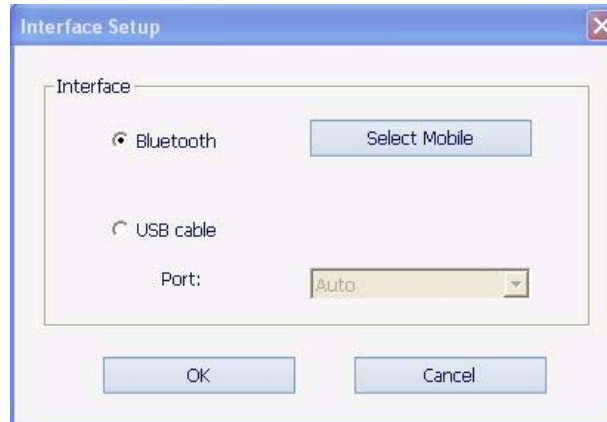 Interface Setup
Interface
Bluetooth
Select Mobile
USB cable
Port:
Auto
OK
Cancel